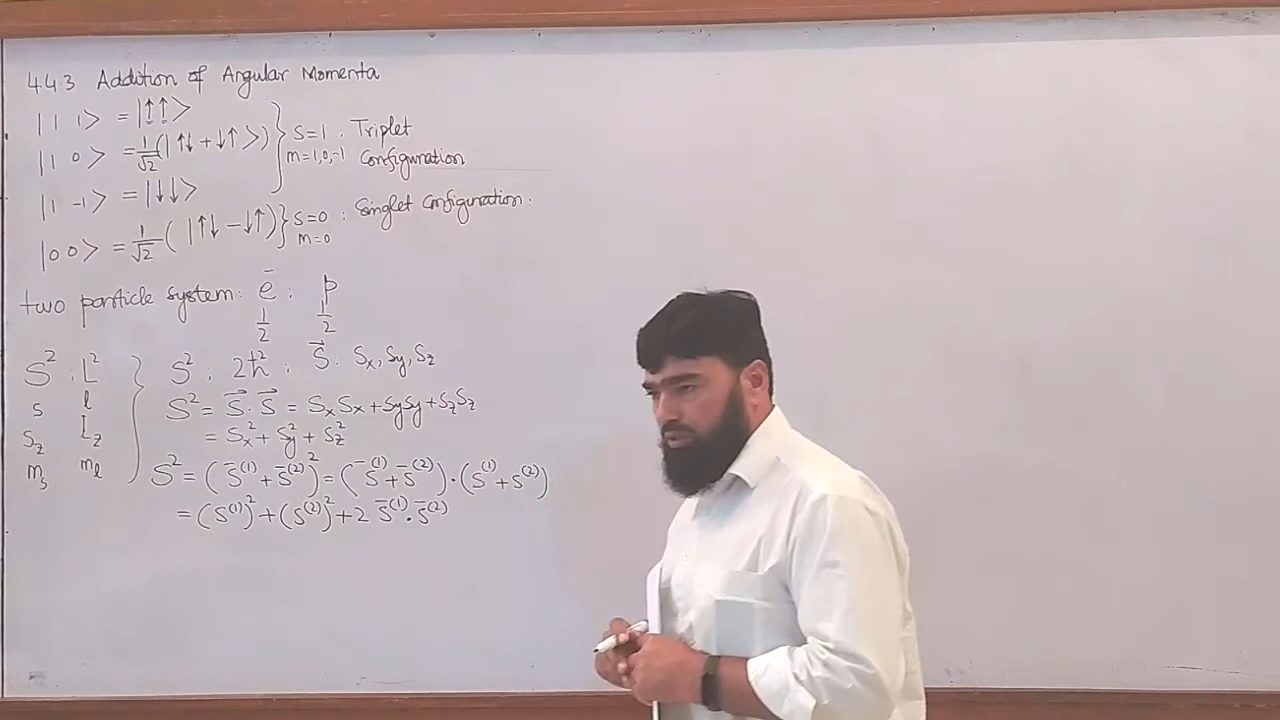 4.4.3 Addition of Angular Momenta
|1 1> = |↑↑>
|1 0> = 1/√2 (|↑↓ + ↓↑>) } s=1 : Triplet
m=1,0,-1 Configuration
|1 -1> = |↓↓>
|0 0> = 1/√2 ( |↑↓ - ↓↑) } s=0 : Singlet Configuration.
m=0
two particle system: e⁻ : p
1/2 1/2
S² : L² } S² : 2ħ² : S⃗ : Sx, Sy, Sz
s l S² = S⃗ · S⃗ = SxSx + SySy + SzSz
Sz Lz = Sx² + Sy² + Sz²
ms ml S² = (S̄⁽¹⁾ + S̄⁽²⁾)² = (S̄⁽¹⁾ + S̄⁽²⁾) · (S⁽¹⁾ + S⁽²⁾)
= (S⁽¹⁾)² + (S⁽²⁾)² + 2 S̄⁽¹⁾ · S̄⁽²⁾